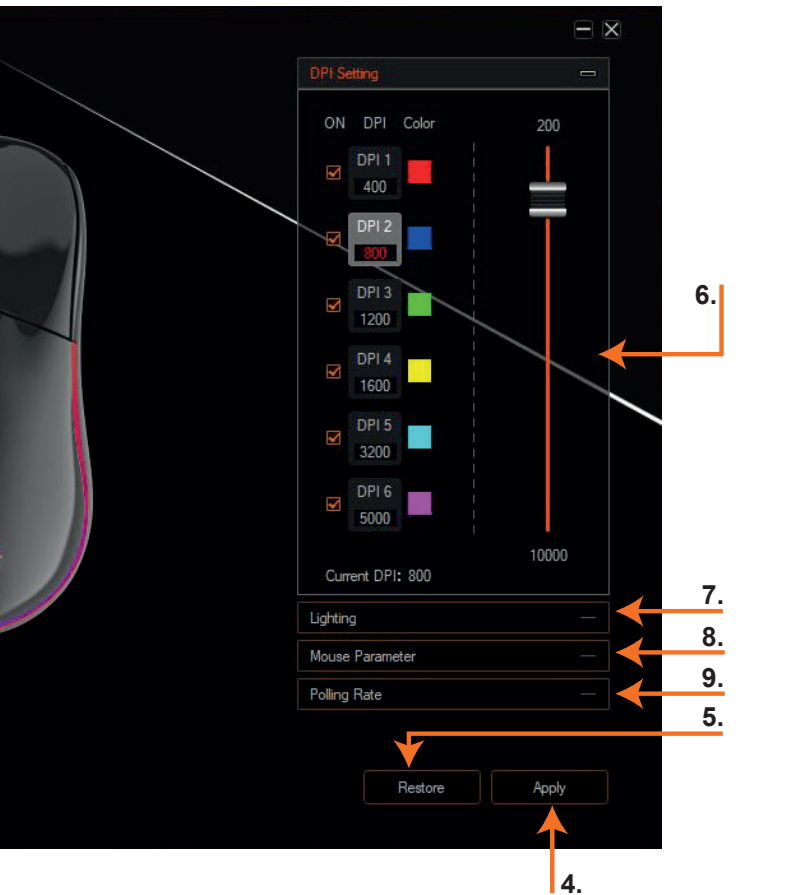 DPI Setting
ON DPI Color
200
DPI 1
400
DPI 2
800
DPI 3
1200
DPI 4
1600
DPI 5
3200
DPI 6
5000
10000
Current DPI: 800
Lighting
Mouse Parameter
Polling Rate
Restore Apply
6.
7.
8.
9.
5.
4.